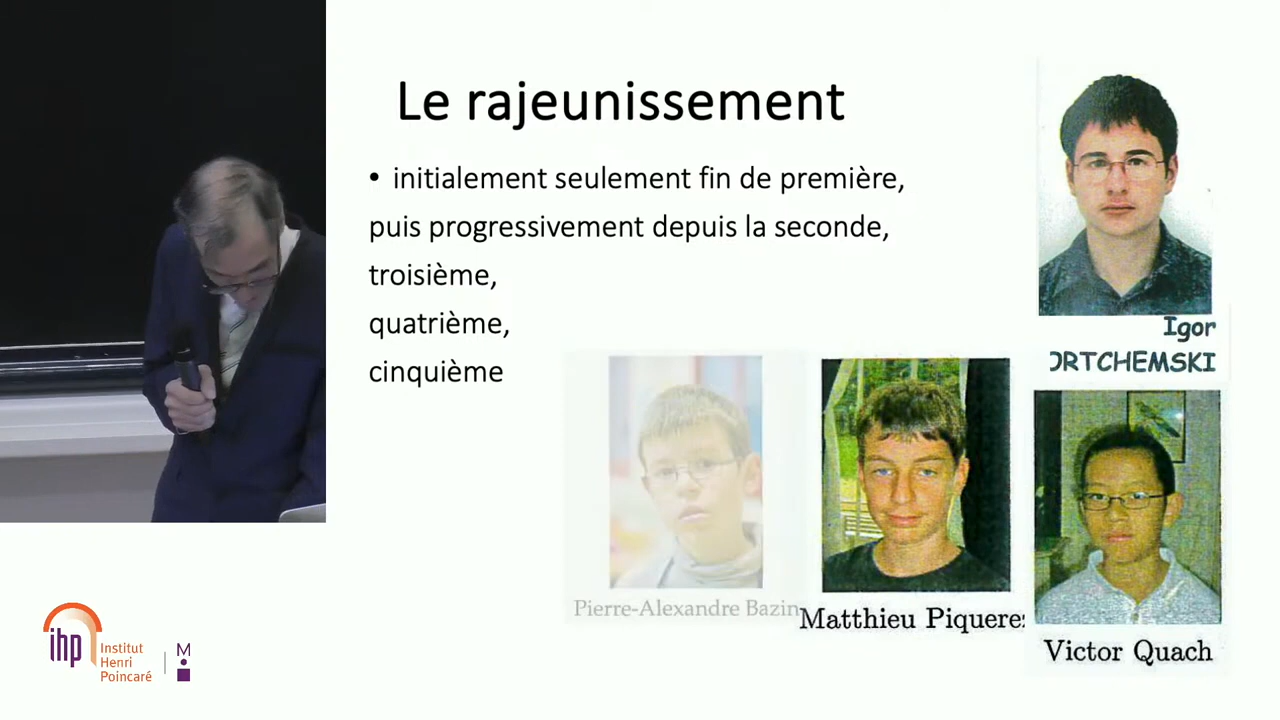 Le rajeunissement
• initialement seulement fin de première,
puis progressivement depuis la seconde,
troisième,
quatrième,
cinquième
Igor
ORTCHEMSKI
Pierre-Alexandre Bazin
Matthieu Piquerez
Victor Quach
ihp
Institut
Henri
Poincaré
M